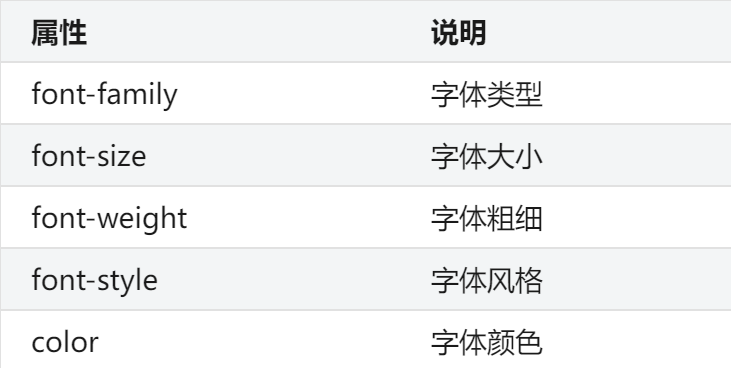 属性 说明
font-family 字体类型
font-size 字体大小
font-weight 字体粗细
font-style 字体风格
color 字体颜色